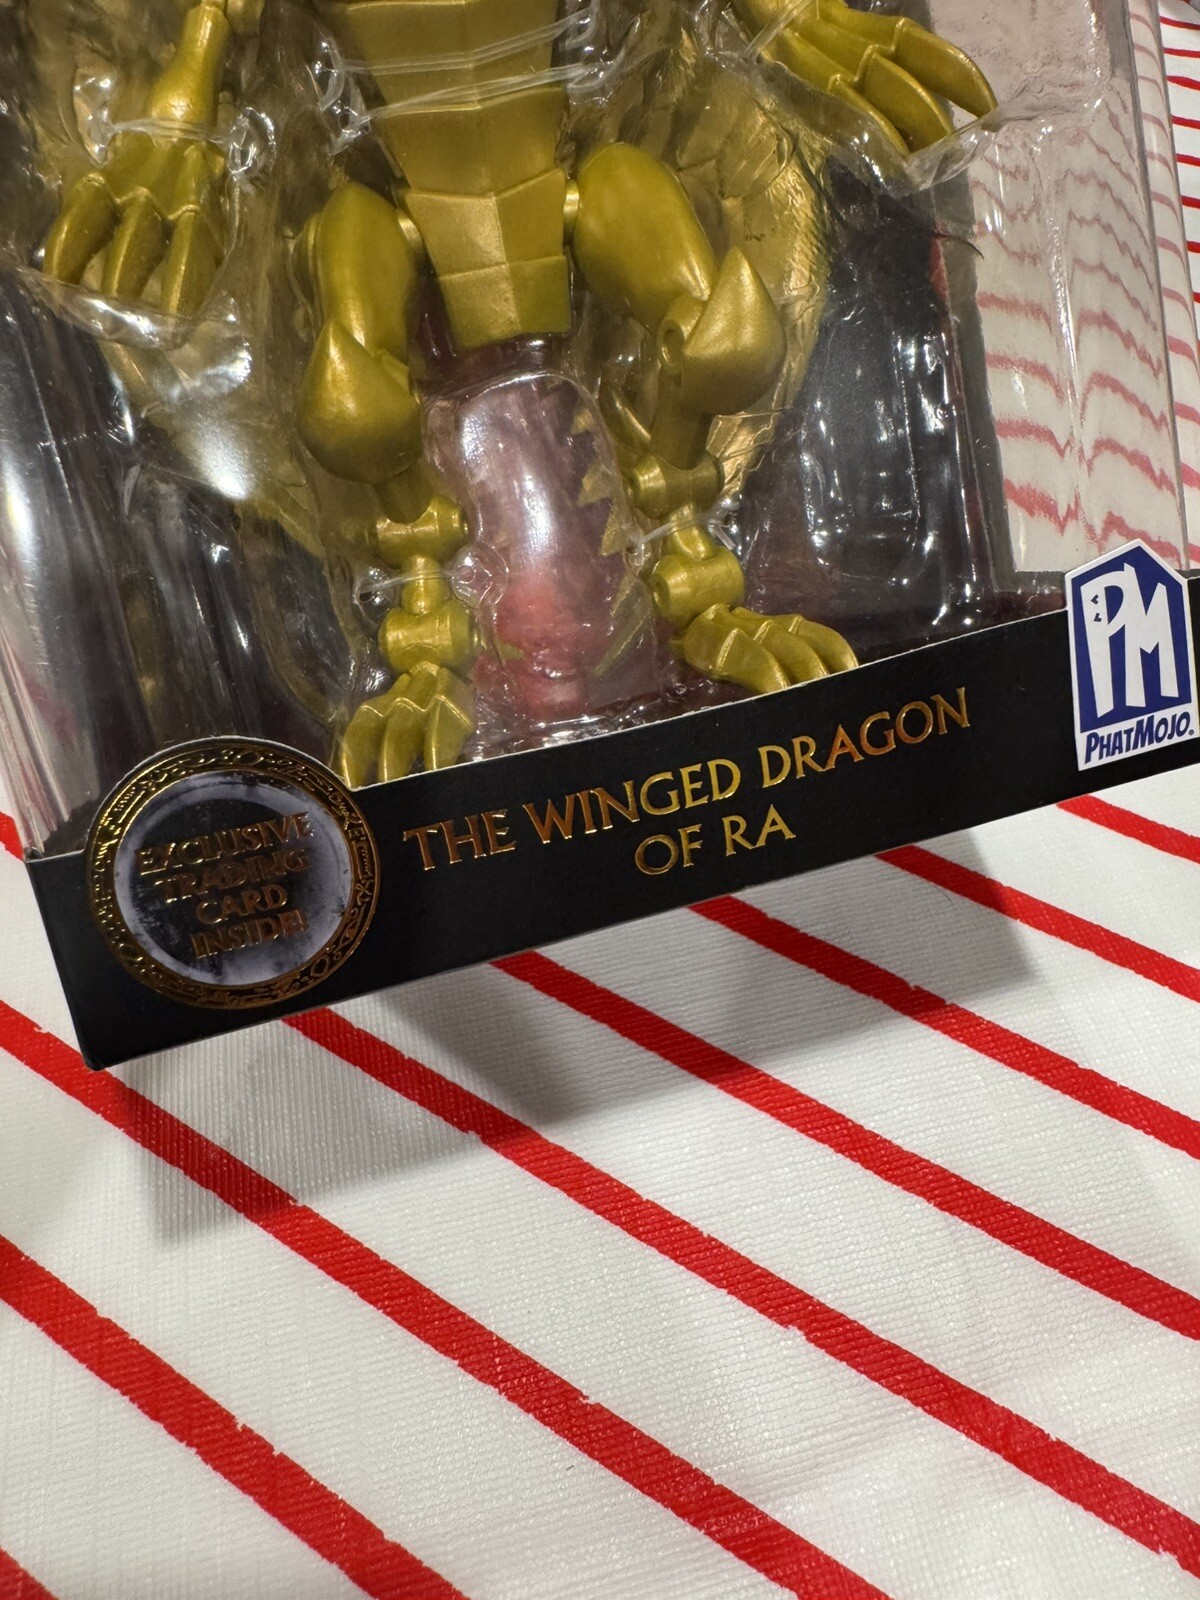 THE WINGED DRAGON
OF RA
EXCLUSIVE
TRADING
CARD
INSIDE!
PM
PHATMOJO.